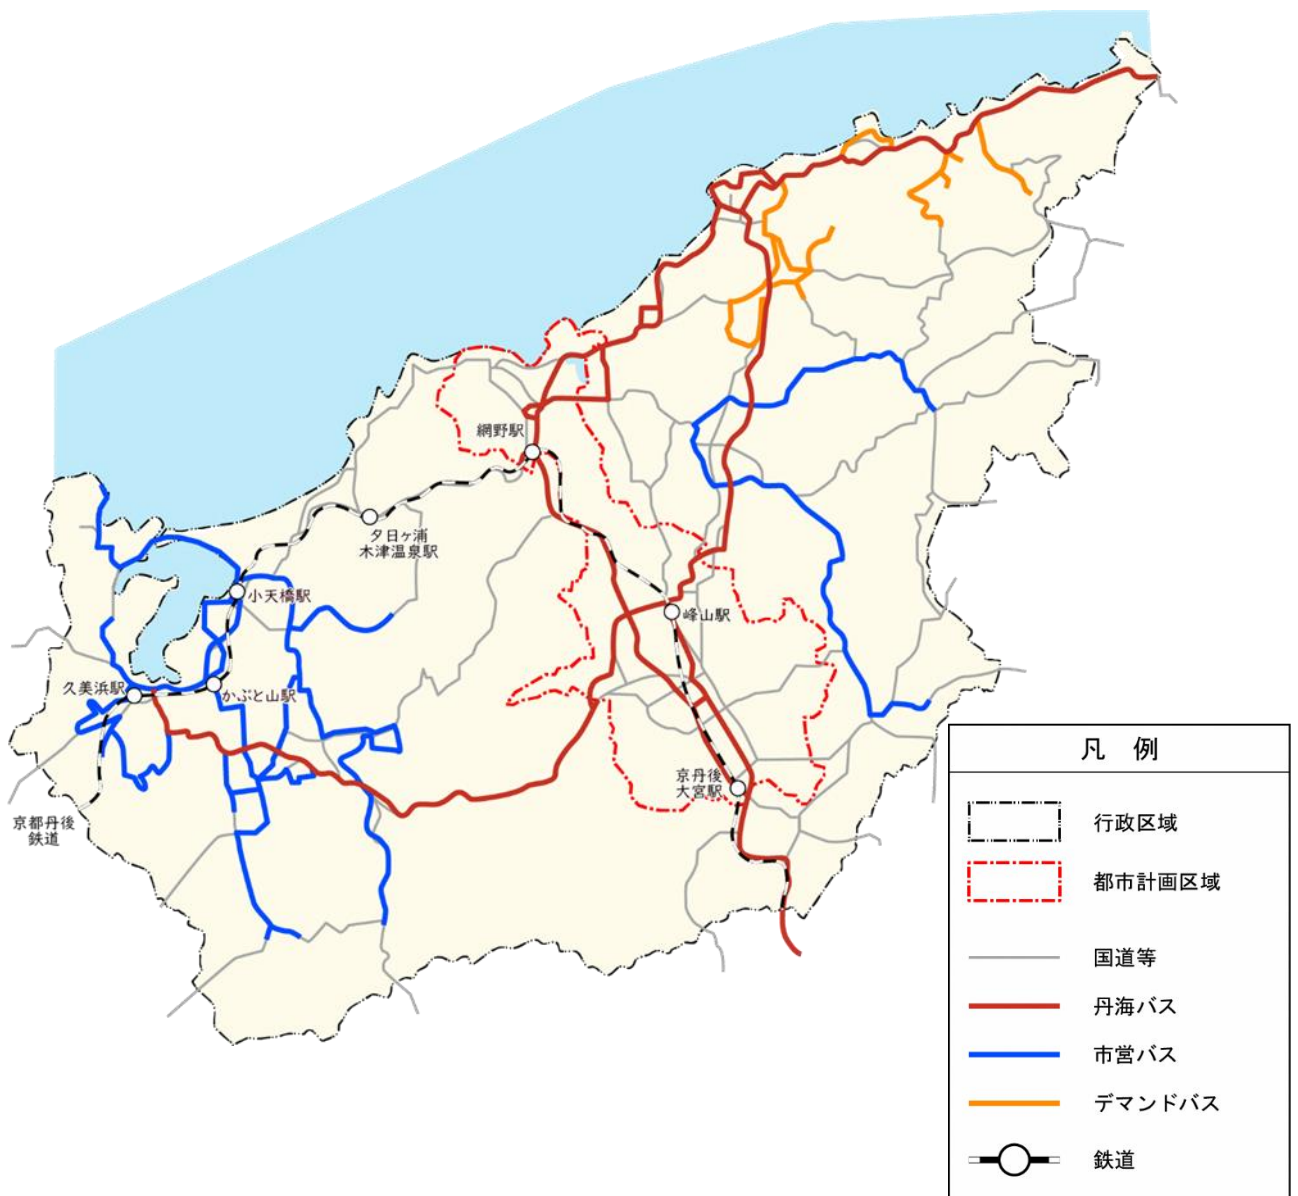 網野駅
夕日ヶ浦
木津温泉駅
小天橋駅
峰山駅
久美浜駅
かぶと山駅
京丹後
大宮駅
京都丹後
鉄道
凡 例
行政区域
都市計画区域
国道等
丹海バス
市営バス
デマンドバス
鉄道